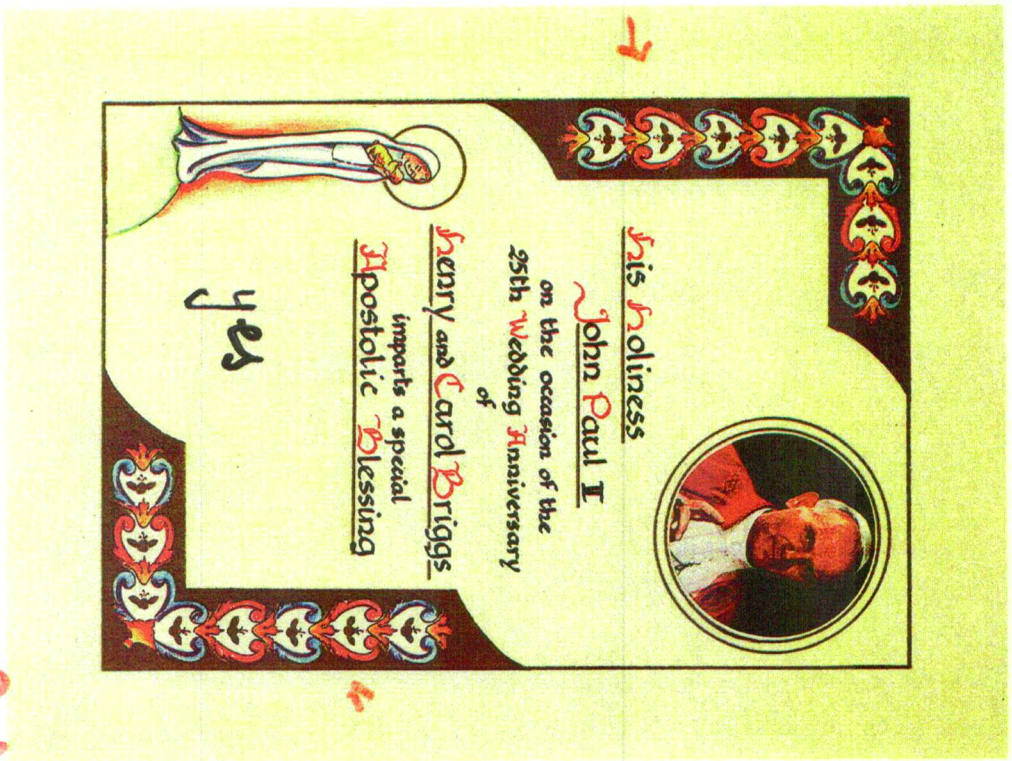 His Holiness
John Paul II
on the occasion of the
25th Wedding Anniversary
of
Henry and Carol Briggs
imparts a special
Apostolic Blessing
yes